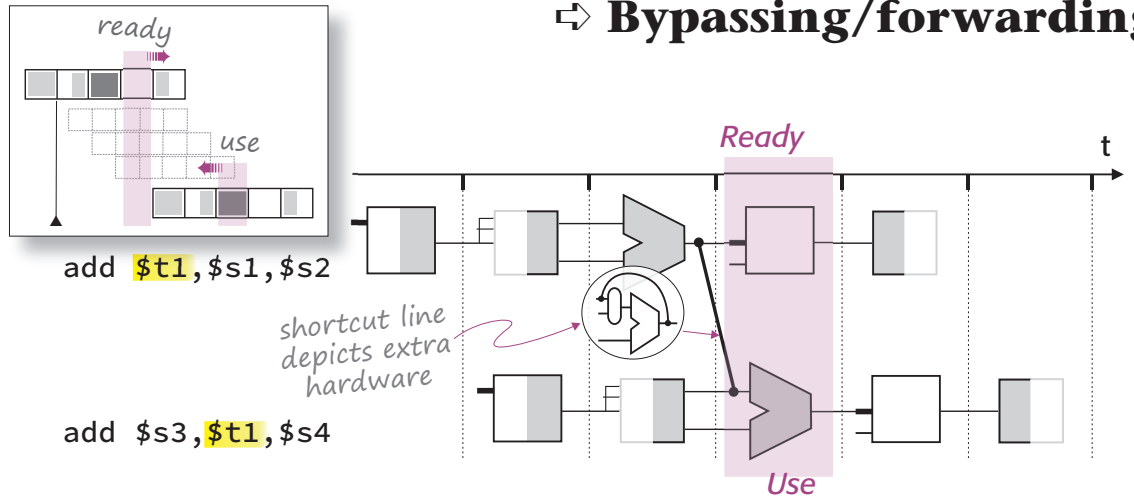 ⇨ Bypassing/forwarding
ready
use
Ready
t
add $t1,$s1,$s2
shortcut line
depicts extra
hardware
add $s3,$t1,$s4
Use